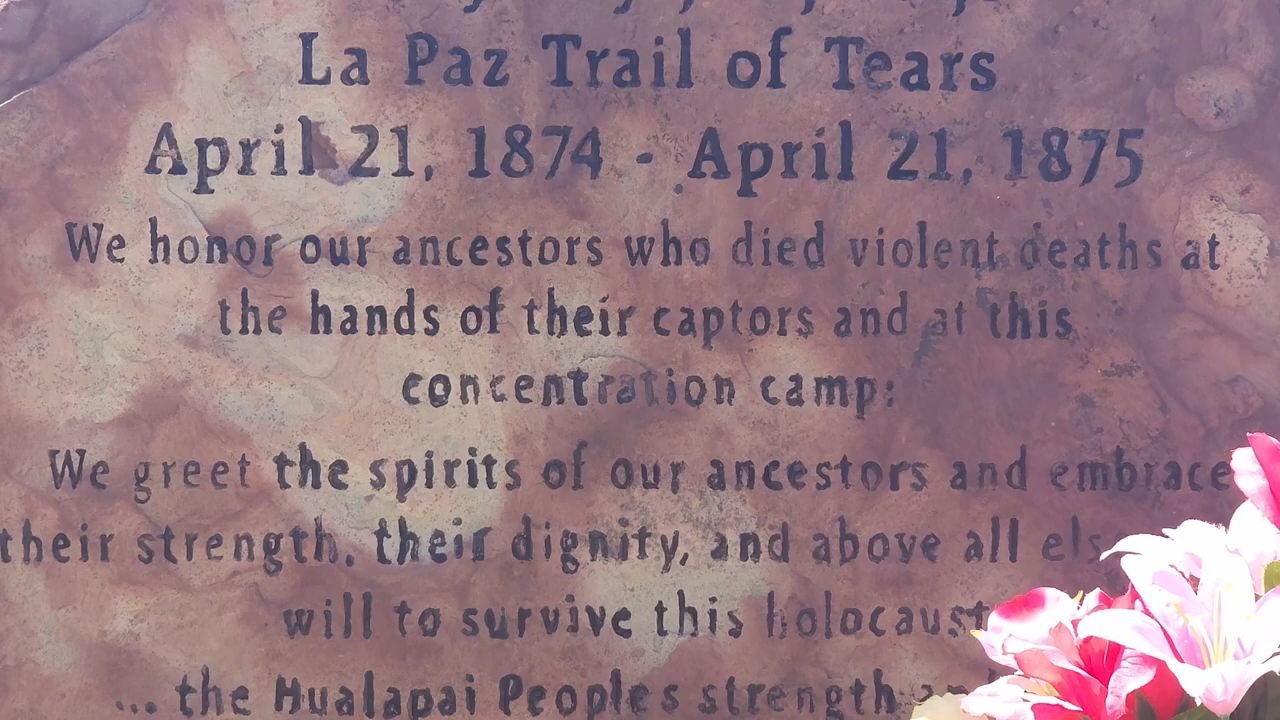 La Paz Trail of Tears
April 21, 1874 - April 21, 1875
We honor our ancestors who died violent deaths at
the hands of their captors and at this
concentration camp:
We greet the spirits of our ancestors and embrace
their strength, their dignity, and above all
will to survive this holocaust
... the Hualapai Peoples strength